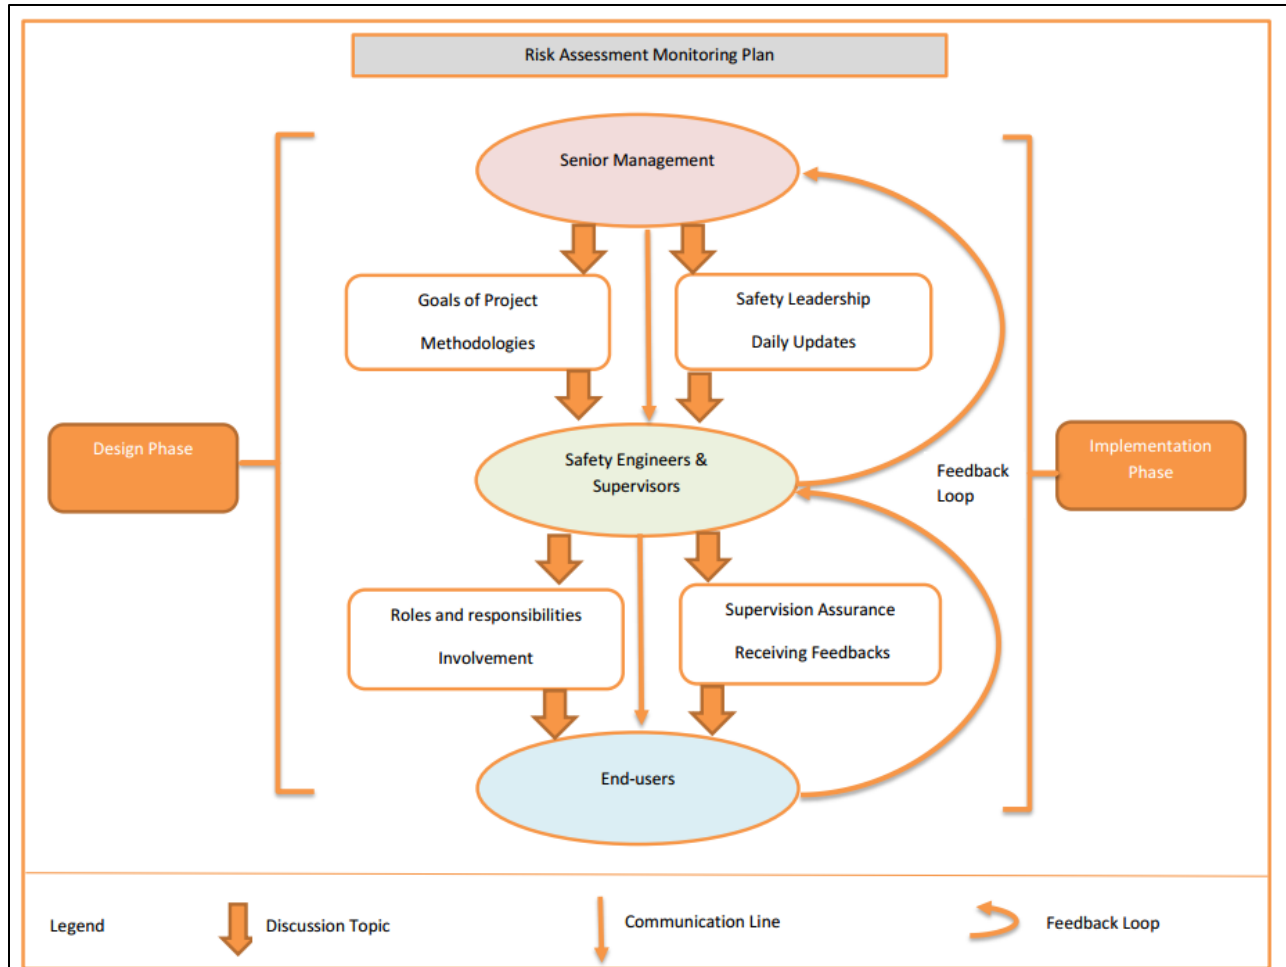 Risk Assessment Monitoring Plan
Senior Management
Goals of Project
Methodologies
Safety Leadership
Daily Updates
Design Phase
Safety Engineers &
Supervisors
Feedback
Loop
Implementation
Phase
Roles and responsibilities
Involvement
Supervision Assurance
Receiving Feedbacks
End-users
Legend
Discussion Topic
Communication Line
Feedback Loop